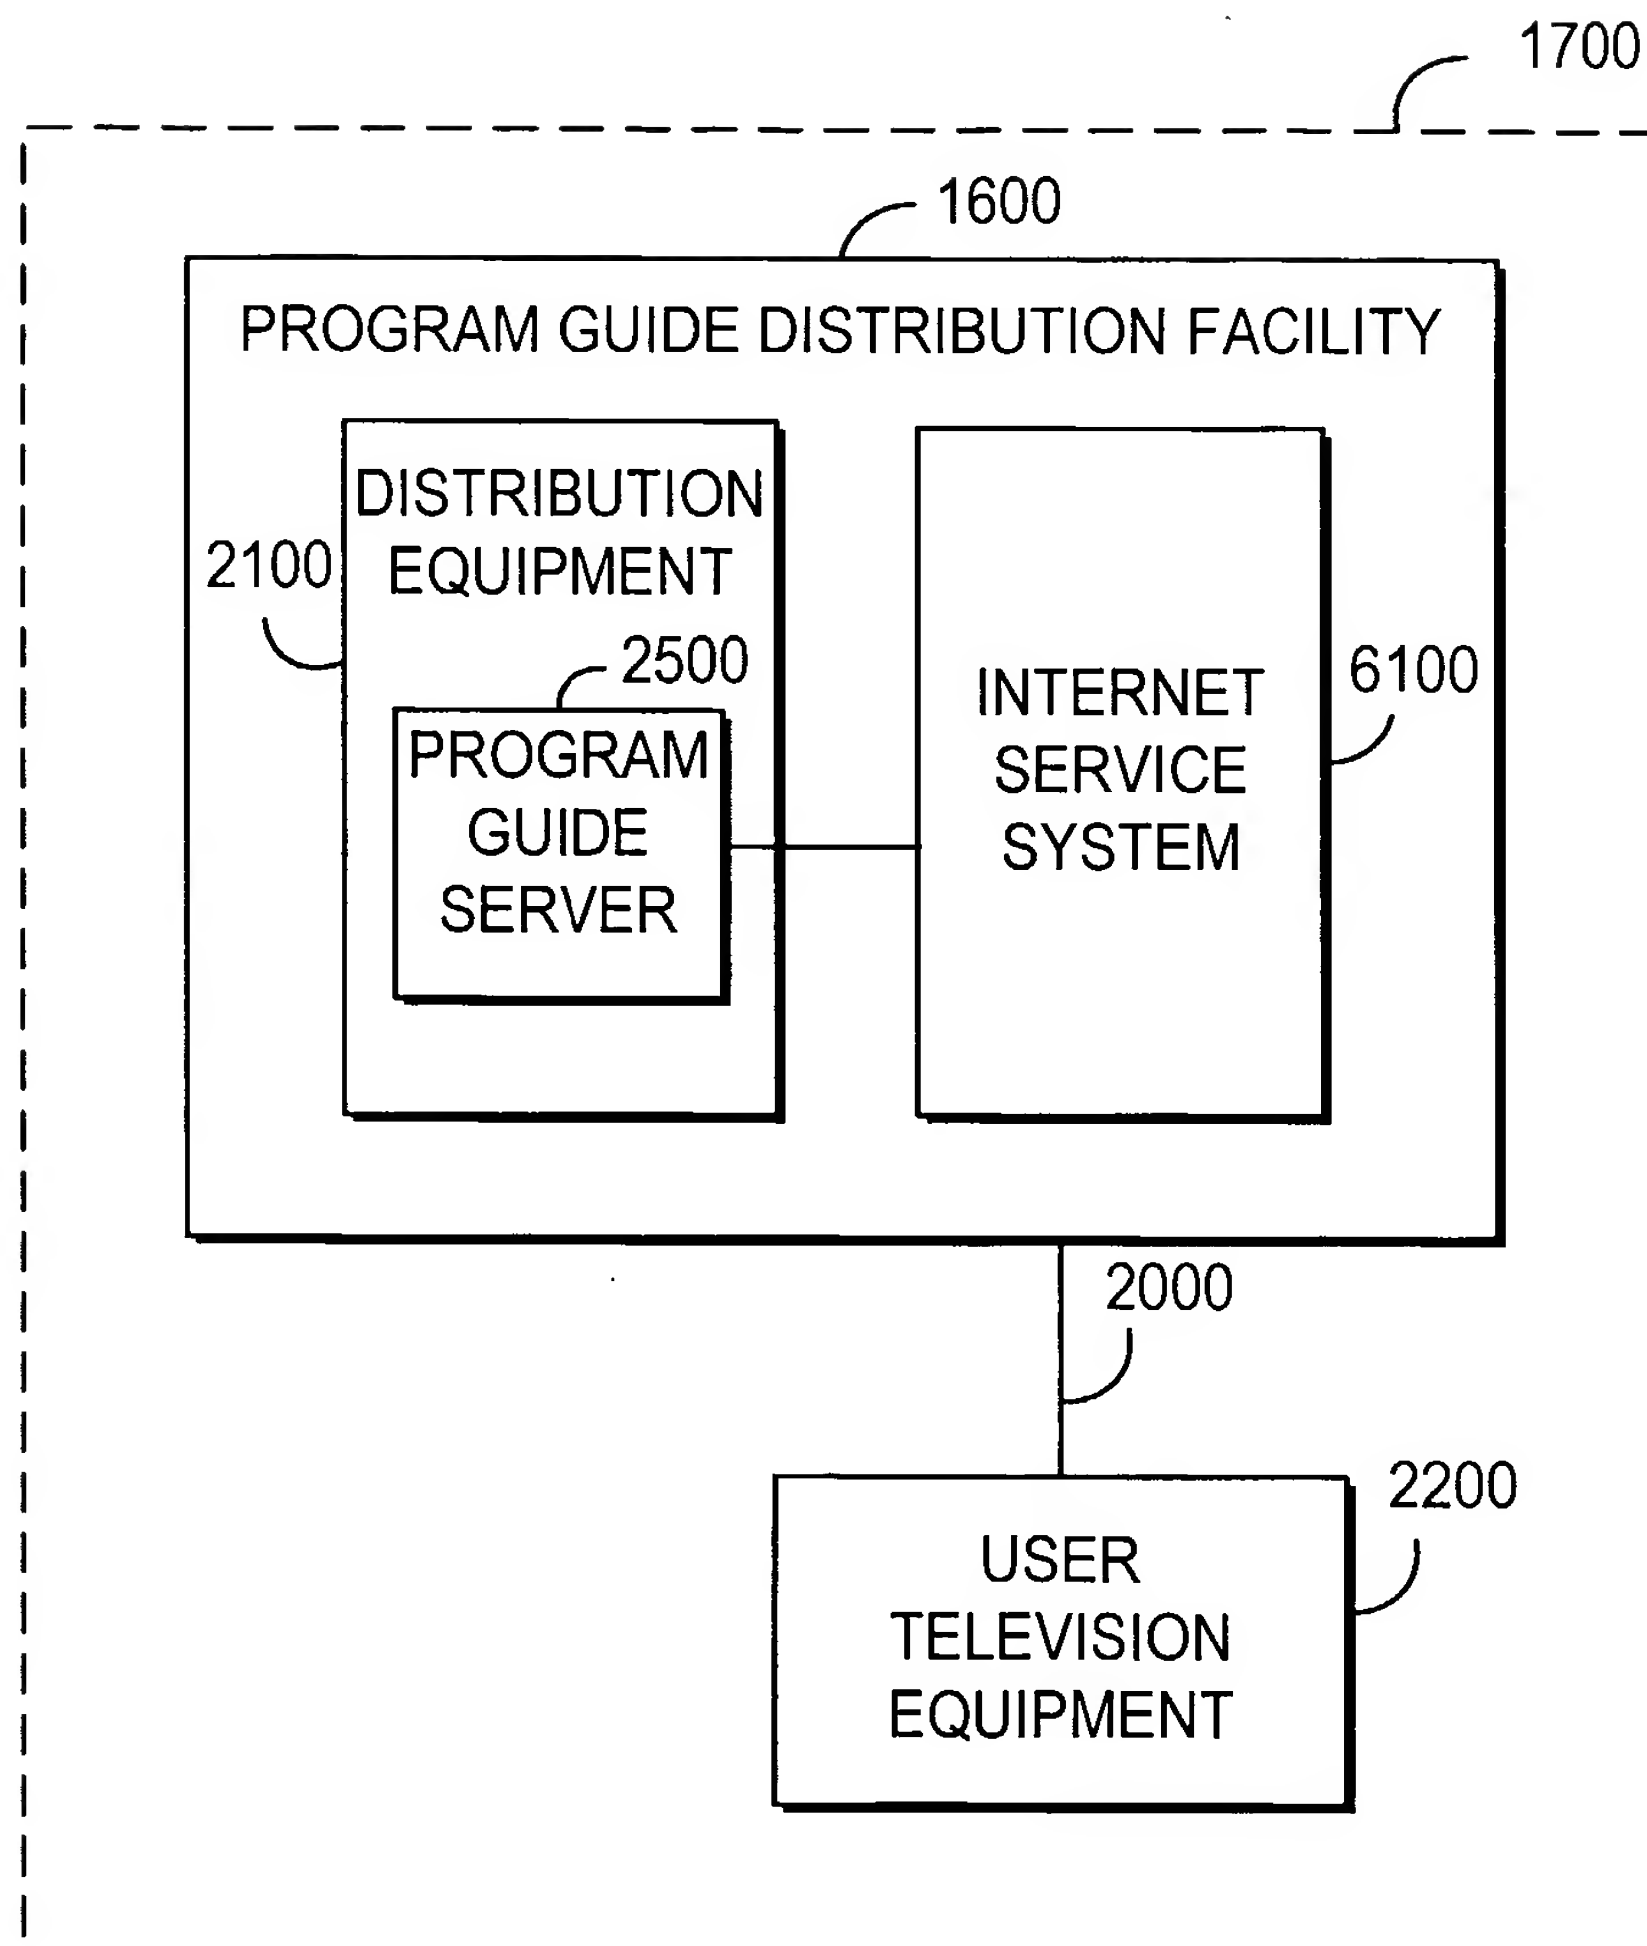 1700
1600
PROGRAM GUIDE DISTRIBUTION FACILITY
DISTRIBUTION
EQUIPMENT
2100
2500
PROGRAM
GUIDE
SERVER
INTERNET
SERVICE
SYSTEM
6100
2000
2200
USER
TELEVISION
EQUIPMENT